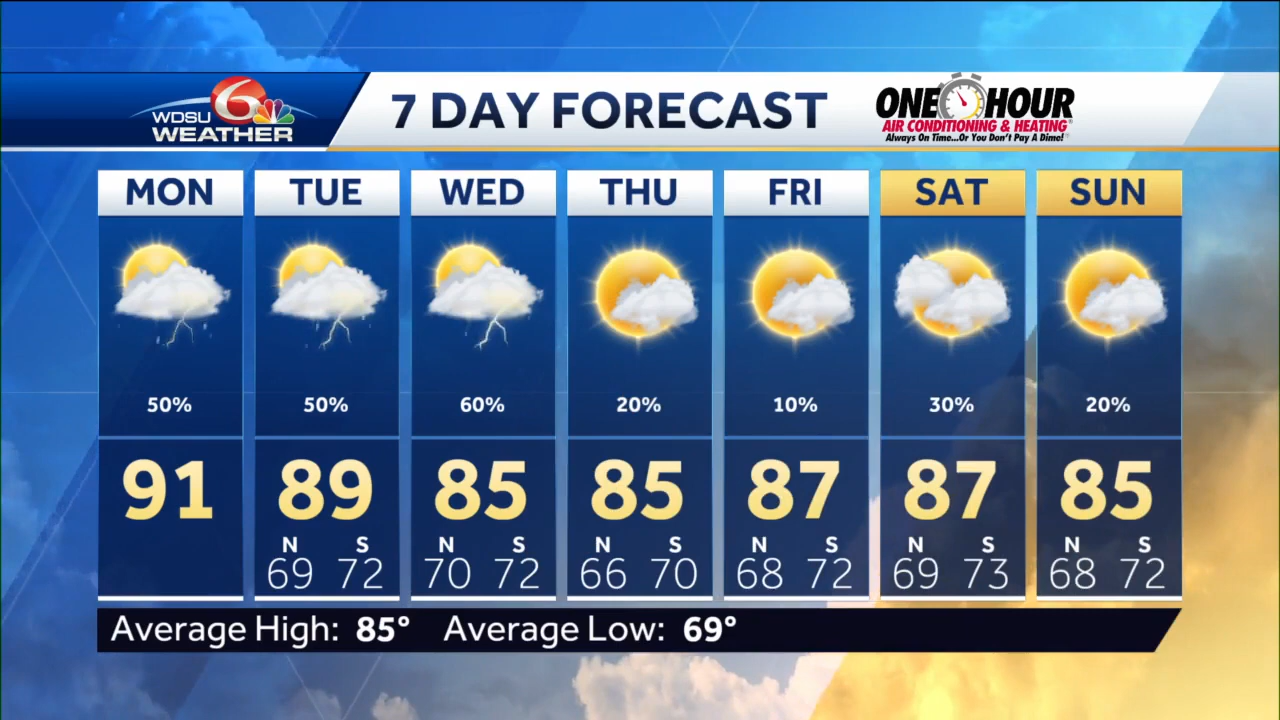 WDSU 6
WEATHER
7 DAY FORECAST
ONE HOUR
AIR CONDITIONING & HEATING®
Always On Time...Or You Don't Pay A Dime!®
MON TUE WED THU FRI SAT SUN
50% 50% 60% 20% 10% 30% 20%
91 89 85 85 87 87 85
N S N S N S N S N S N S
69 72 70 72 66 70 68 72 69 73 68 72
Average High: 85° Average Low: 69°